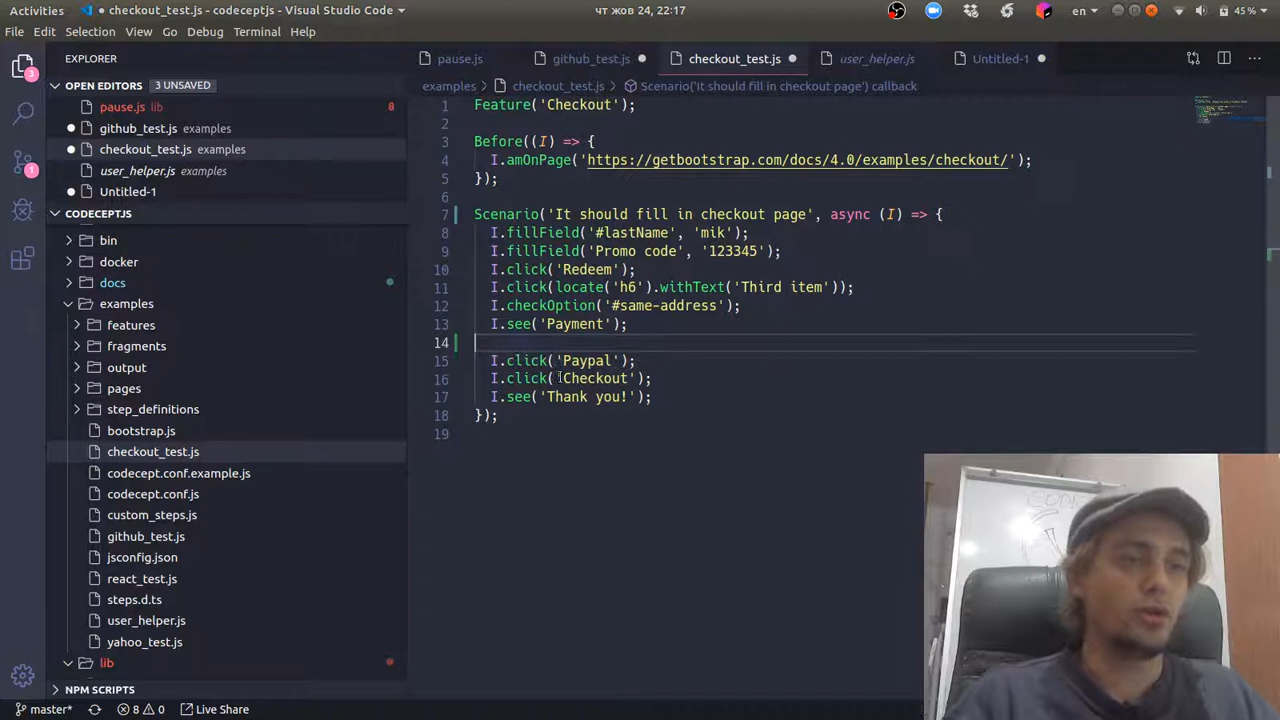 Activities
● checkout_test.js - codeceptjs - Visual Studio Code
чт жов 24, 22:17
en
45 %
File Edit Selection View Go Debug Terminal Help
EXPLORER
OPEN EDITORS 3 UNSAVED
pause.js lib 8
github_test.js examples
checkout_test.js examples
user_helper.js examples
Untitled-1
CODECEPTJS
bin
docker
docs
examples
features
fragments
output
pages
step_definitions
bootstrap.js
checkout_test.js
codecept.conf.example.js
codecept.conf.js
custom_steps.js
github_test.js
jsconfig.json
react_test.js
steps.d.ts
user_helper.js
yahoo_test.js
lib
NPM SCRIPTS
3
1
pause.js
github_test.js
checkout_test.js
user_helper.js
Untitled-1
examples > checkout_test.js > Scenario('It should fill in checkout page') callback
1 Feature('Checkout');
2
3 Before((I) => {
4 I.amOnPage('https://getbootstrap.com/docs/4.0/examples/checkout/');
5 });
6
7 Scenario('It should fill in checkout page', async (I) => {
8 I.fillField('#lastName', 'mik');
9 I.fillField('Promo code', '123345');
10 I.click('Redeem');
11 I.click(locate('h6').withText('Third item'));
12 I.checkOption('#same-address');
13 I.see('Payment');
14
15 I.click('Paypal');
16 I.click('Checkout');
17 I.see('Thank you!');
18 });
19
master* 8 0 Live Share